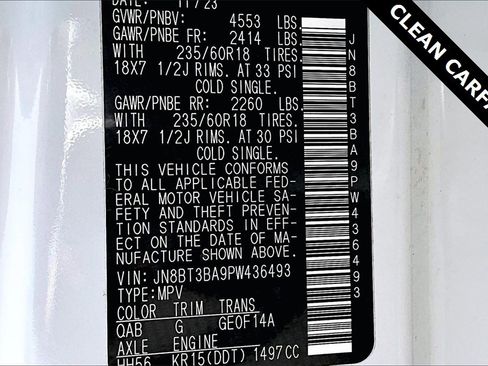 DATE: 11/23
GVWR/PNBV: 4553 LBS.
GAWR/PNBE FR: 2414 LBS.
WITH 235/60R18 TIRES.
18X7 1/2J RIMS. AT 33 PSI
COLD SINGLE.
GAWR/PNBE RR: 2260 LBS.
WITH 235/60R18 TIRES.
18X7 1/2J RIMS. AT 30 PSI
COLD SINGLE.
THIS VEHICLE CONFORMS
TO ALL APPLICABLE FED-
ERAL MOTOR VEHICLE SA-
FETY AND THEFT PREVEN-
TION STANDARDS IN EFF-
ECT ON THE DATE OF MA-
NUFACTURE SHOWN ABOVE.
VIN: JN8BT3BA9PW436493
TYPE:MPV
COLOR TRIM TRANS
QAB G GE0F14A
AXLE ENGINE
HH56 KR15(DDT) 1497CC
JN8BT3BA9PW436493
CLEAN CARFA